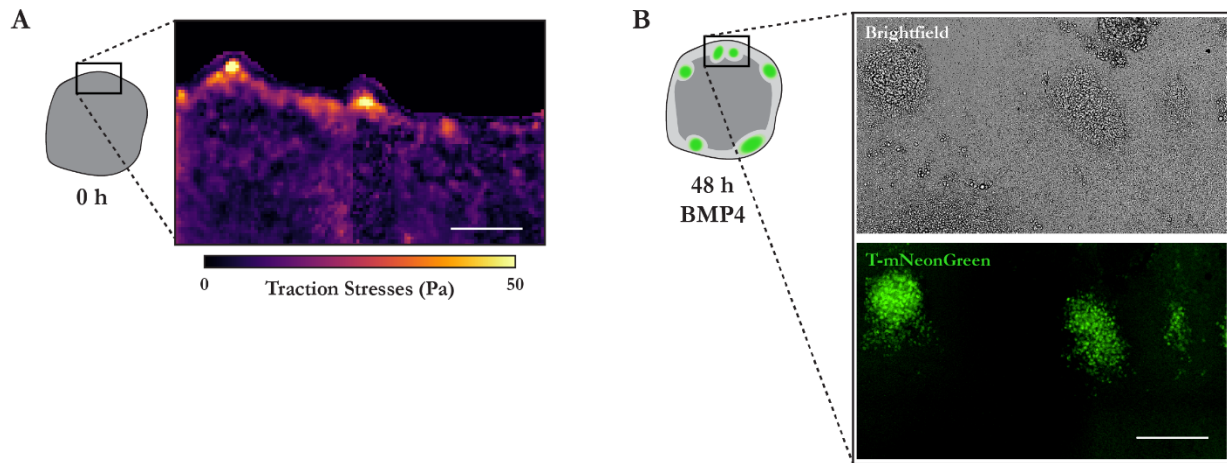 A
0 h
0
50
Traction Stresses (Pa)
B
48 h
BMP4
Brightfield
T-mNeonGreen